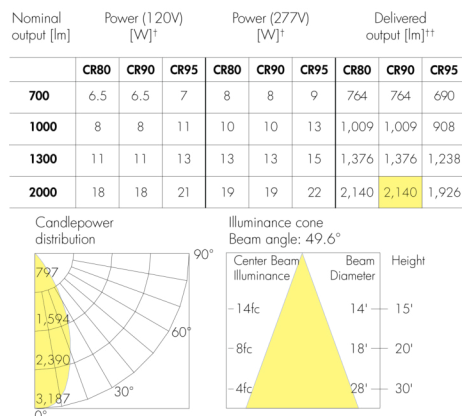 Nominal output [lm] Power (120V) [W]† Power (277V) [W]† Delivered output [lm]††
CR80 CR90 CR95 CR80 CR90 CR95 CR80 CR90 CR95
700 6.5 6.5 7 8 8 9 764 764 690
1000 8 8 11 10 10 13 1,009 1,009 908
1300 11 11 13 13 13 15 1,376 1,376 1,238
2000 18 18 21 19 19 22 2,140 2,140 1,926
Candlepower distribution
90°
797
1,594
60°
2,390
30°
3,187
0°
Illuminance cone
Beam angle: 49.6°
Center Beam Illuminance Beam Diameter Height
14fc 14' 15'
8fc 18' 20'
4fc 28' 30'